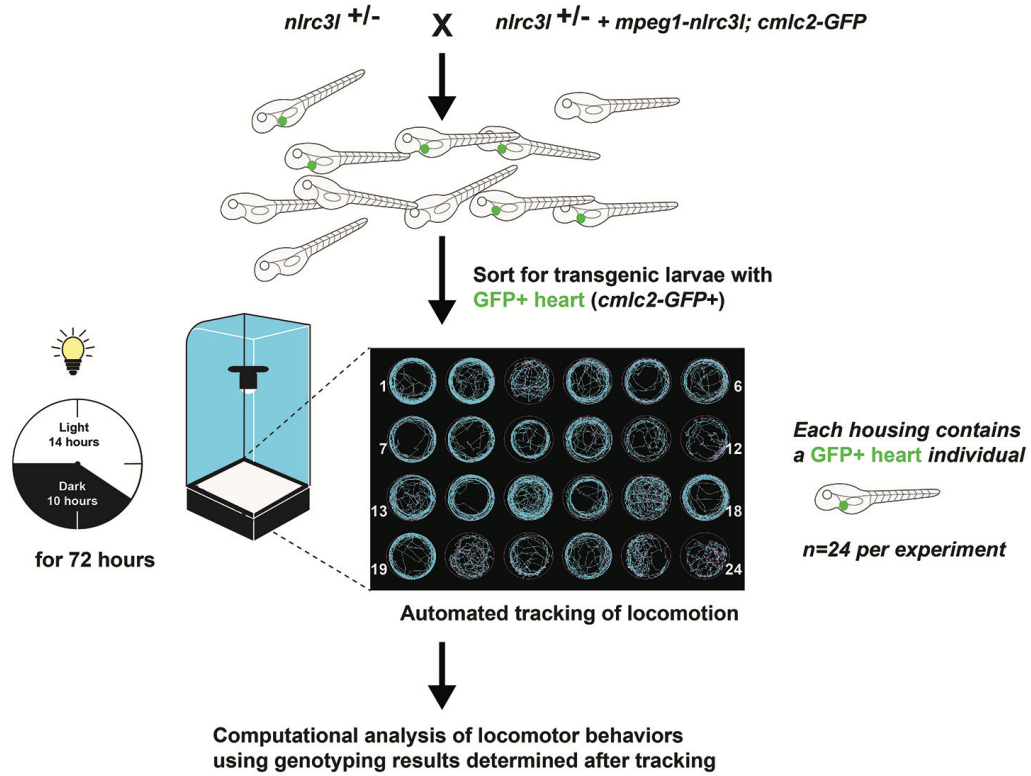 nlrc3l +/- X nlrc3l +/- + mpeg1-nlrc3l; cmlc2-GFP
Sort for transgenic larvae with
GFP+ heart (cmlc2-GFP+)
Light
14 hours
Dark
10 hours
for 72 hours
1 6
7 12
13 18
19 24
Automated tracking of locomotion
Each housing contains
a GFP+ heart individual
n=24 per experiment
Computational analysis of locomotor behaviors
using genotyping results determined after tracking